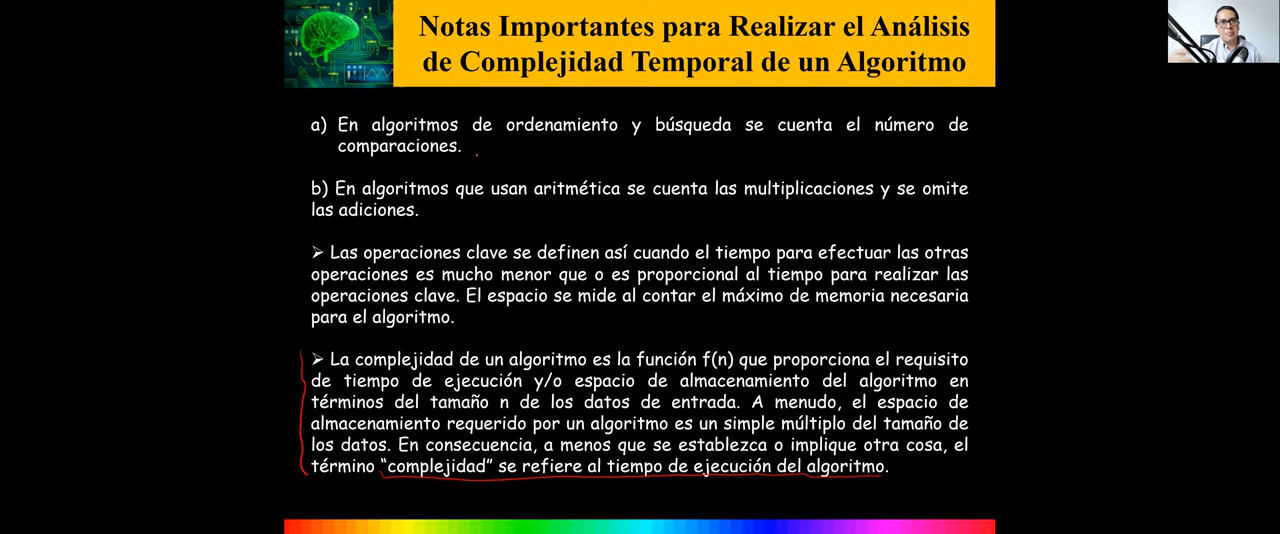 Notas Importantes para Realizar el Análisis
de Complejidad Temporal de un Algoritmo
a) En algoritmos de ordenamiento y búsqueda se cuenta el número de
comparaciones.
b) En algoritmos que usan aritmética se cuenta las multiplicaciones y se omite
las adiciones.
➢ Las operaciones clave se definen así cuando el tiempo para efectuar las otras
operaciones es mucho menor que o es proporcional al tiempo para realizar las
operaciones clave. El espacio se mide al contar el máximo de memoria necesaria
para el algoritmo.
➢ La complejidad de un algoritmo es la función f(n) que proporciona el requisito
de tiempo de ejecución y/o espacio de almacenamiento del algoritmo en
términos del tamaño n de los datos de entrada. A menudo, el espacio de
almacenamiento requerido por un algoritmo es un simple múltiplo del tamaño de
los datos. En consecuencia, a menos que se establezca o implique otra cosa, el
término “complejidad” se refiere al tiempo de ejecución del algoritmo.